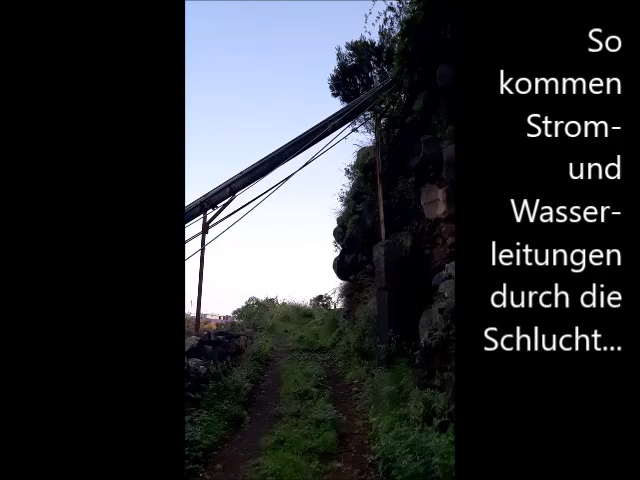 So
kommen
Strom-
und
Wasser-
leitungen
durch die
Schlucht...